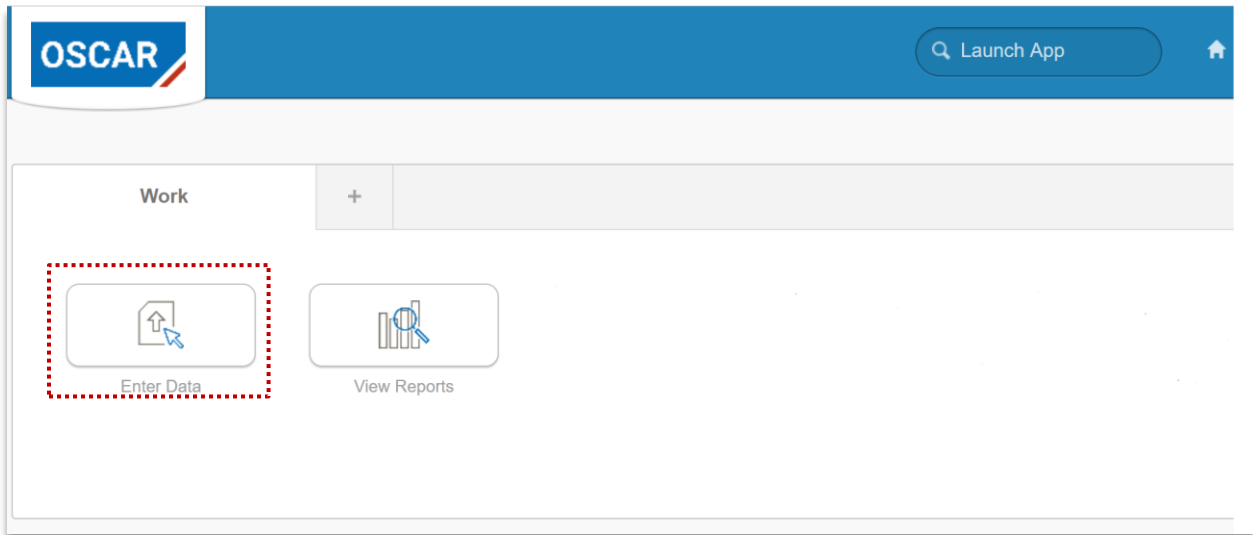 OSCAR
Launch App
Work
+
Enter Data
View Reports